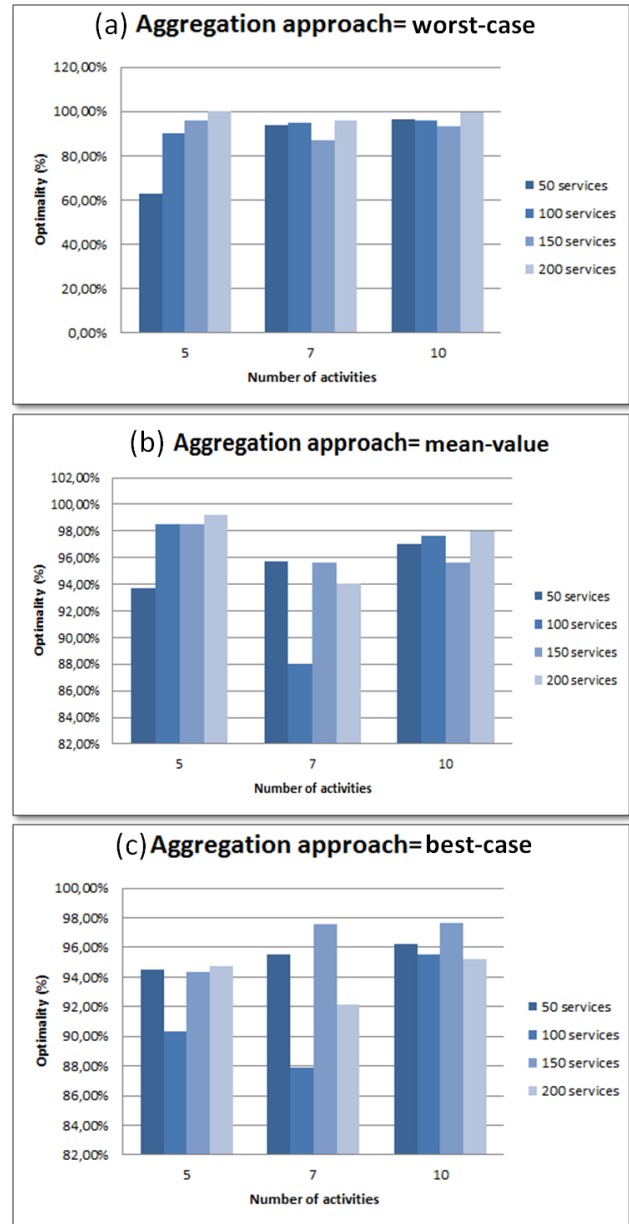 (a) Aggregation approach= worst-case
120,00%
100,00%
80,00%
60,00%
40,00%
20,00%
0,00%
Optimality (%)
5 7 10
Number of activities
50 services
100 services
150 services
200 services
(b) Aggregation approach= mean-value
102,00%
100,00%
98,00%
96,00%
94,00%
92,00%
90,00%
88,00%
86,00%
84,00%
82,00%
Optimality (%)
5 7 10
Number of activities
50 services
100 services
150 services
200 services
(c) Aggregation approach= best-case
100,00%
98,00%
96,00%
94,00%
92,00%
90,00%
88,00%
86,00%
84,00%
82,00%
Optimality (%)
5 7 10
Number of activities
50 services
100 services
150 services
200 services